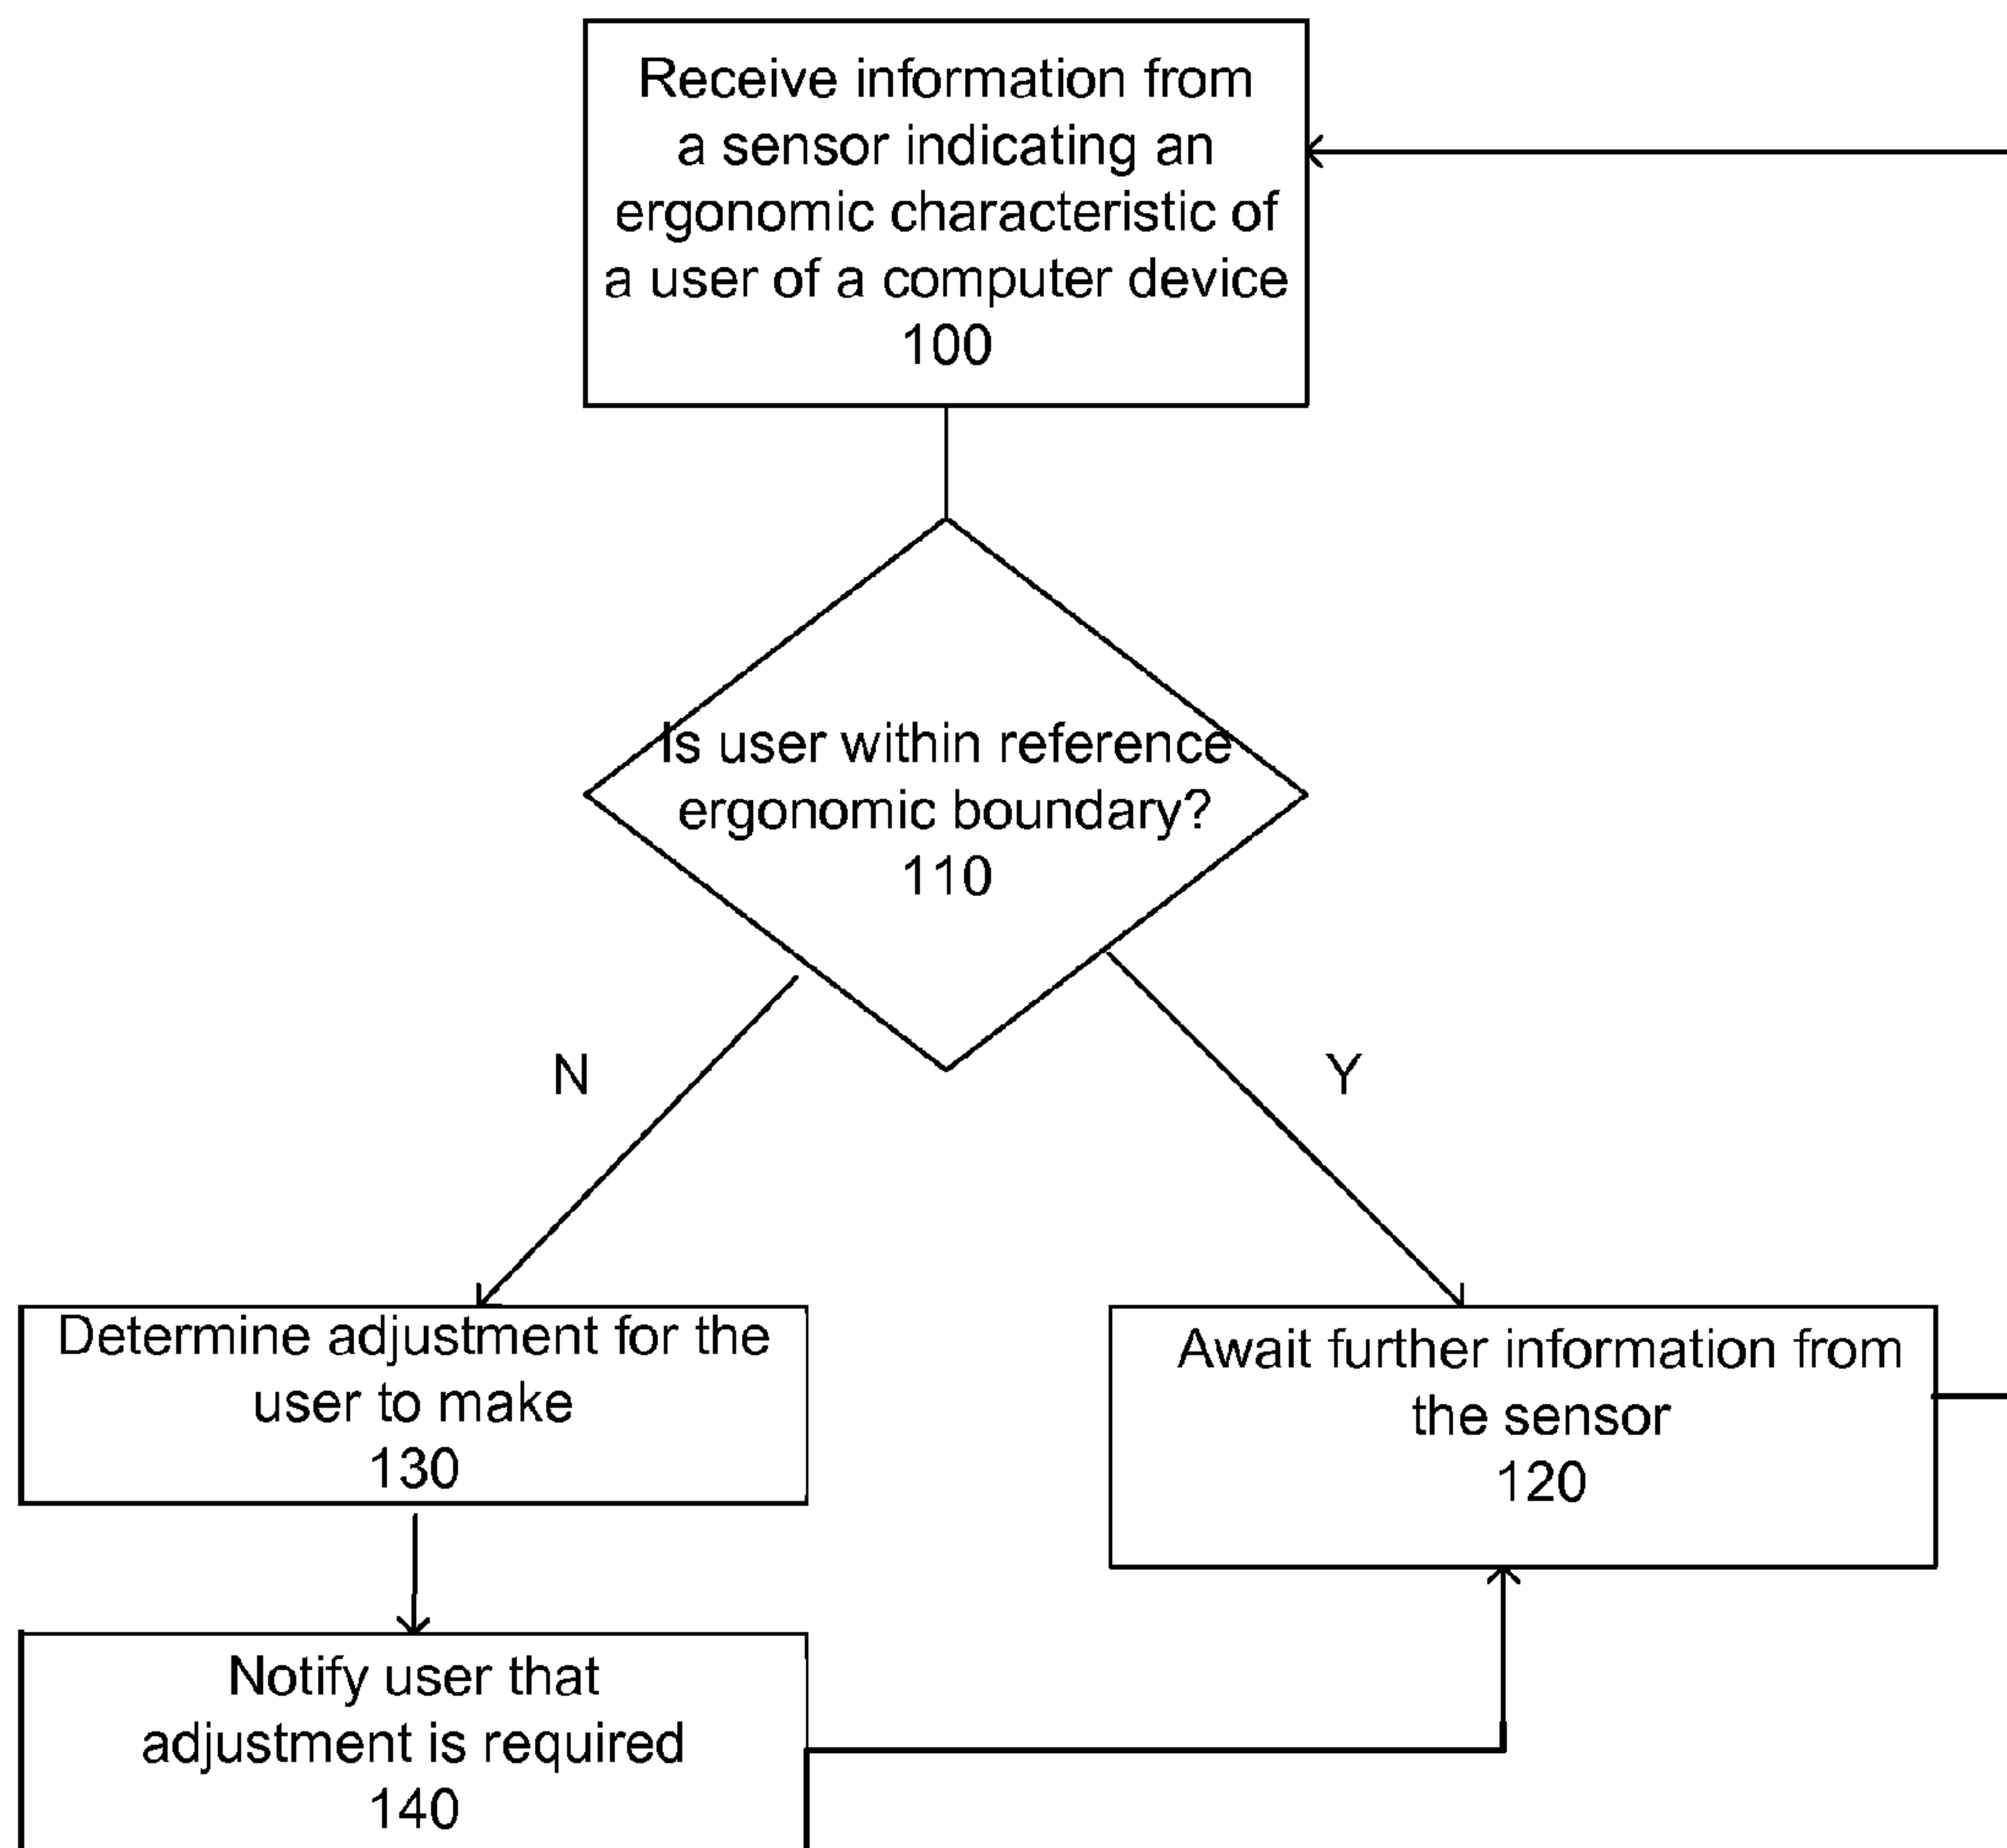 Receive information from
a sensor indicating an
ergonomic characteristic of
a user of a computer device
100
Is user within reference
ergonomic boundary?
110
N
Y
Determine adjustment for the
user to make
130
Await further information from
the sensor
120
Notify user that
adjustment is required
140